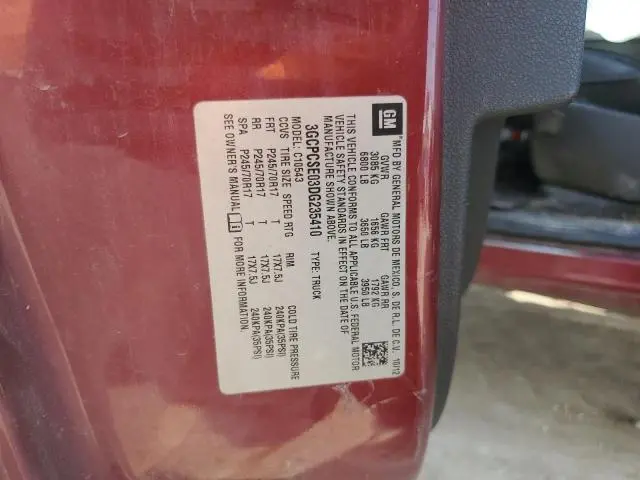 GM
MFD BY GENERAL MOTORS DE MEXICO, S. DE R.L. DE C.V. 10/12
GVWR GAWR FRT GAWR RR
3085 KG 1656 KG 1792 KG
6800 LB 3650 LB 3950 LB
THIS VEHICLE CONFORMS TO ALL APPLICABLE U.S. FEDERAL MOTOR
VEHICLE SAFETY STANDARDS IN EFFECT ON THE DATE OF
MANUFACTURE SHOWN ABOVE.
3GCPCSE03DG235410 TYPE: TRUCK
MODEL: C10543
CCVS TIRE SIZE SPEED RTG RIM COLD TIRE PRESSURE
FRT P245/70R17 T 17X7.5J 240KPA(35PSI)
RR P245/70R17 T 17X7.5J 240KPA(35PSI)
SPA P245/70R17 T 17X7.5J 240KPA(35PSI)
SEE OWNER'S MANUAL FOR MORE INFORMATION.